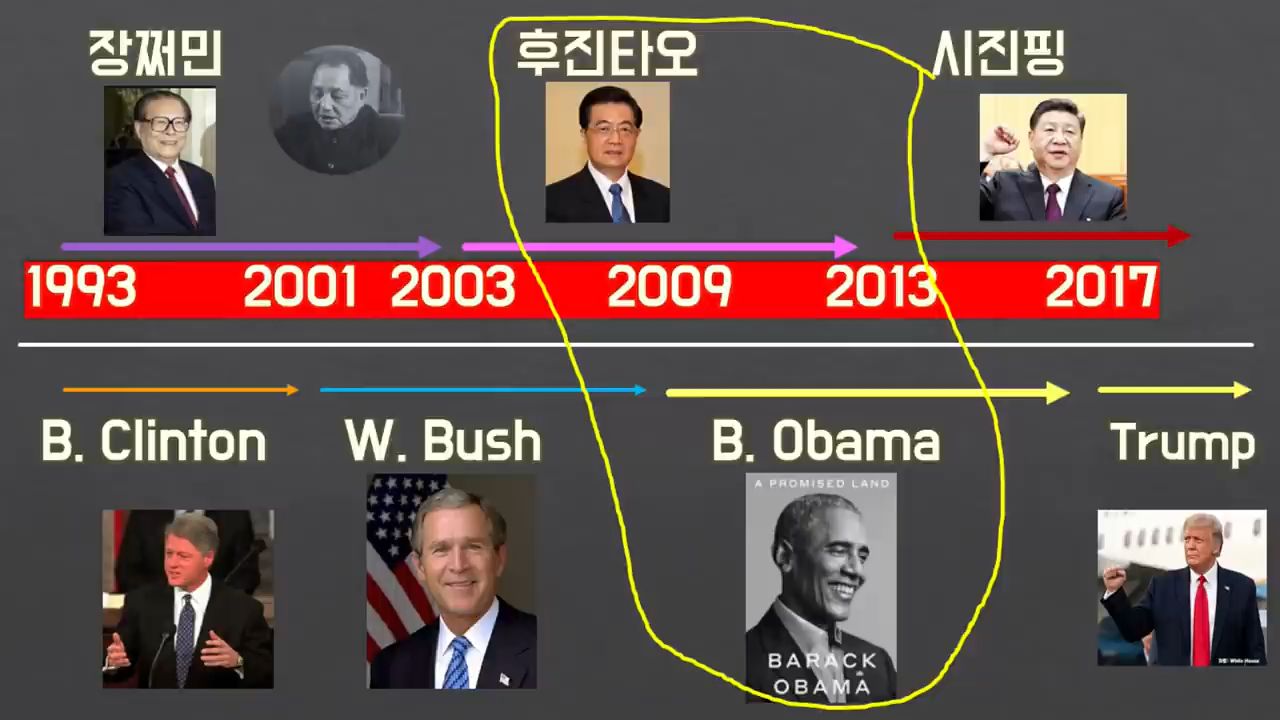 장쩌민
후진타오
시진핑
1993 2001 2003 2009 2013 2017
B. Clinton
W. Bush
B. Obama
Trump
A PROMISED LAND
BARACK
OBAMA